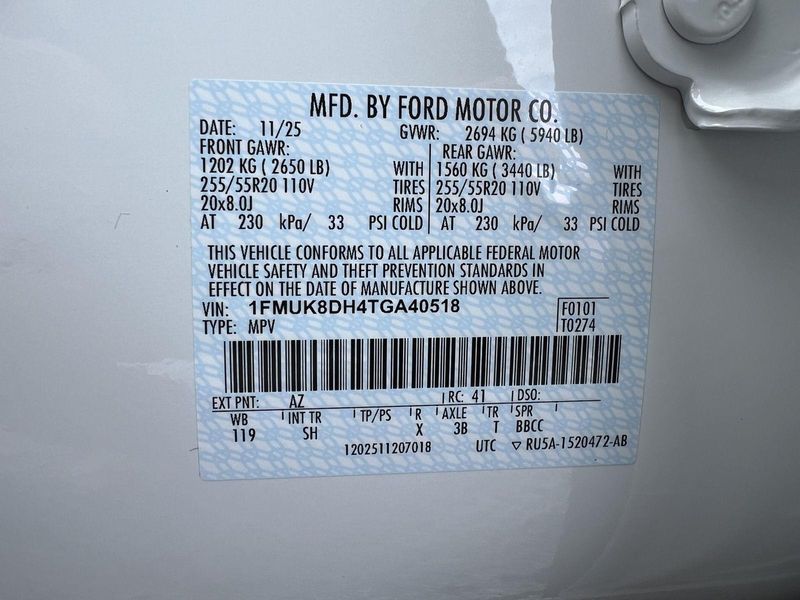 MFD. BY FORD MOTOR CO.
DATE: 11/25 GVWR: 2694 KG ( 5940 LB)
FRONT GAWR: REAR GAWR:
1202 KG ( 2650 LB) WITH 1560 KG ( 3440 LB) WITH
255/55R20 110V TIRES 255/55R20 110V TIRES
20x8.0J RIMS 20x8.0J RIMS
AT 230 kPa/ 33 PSI COLD AT 230 kPa/ 33 PSI COLD
THIS VEHICLE CONFORMS TO ALL APPLICABLE FEDERAL MOTOR
VEHICLE SAFETY AND THEFT PREVENTION STANDARDS IN
EFFECT ON THE DATE OF MANUFACTURE SHOWN ABOVE.
VIN: 1FMUK8DH4TGA40518 F0101
TYPE: MPV T0274
EXT PNT: AZ RC: 41 DSO:
WB INT TR TP/PS R AXLE TR SPR
119 SH X 3B T BBCC
1202511207018 UTC ▽ RU5A-1520472-AB